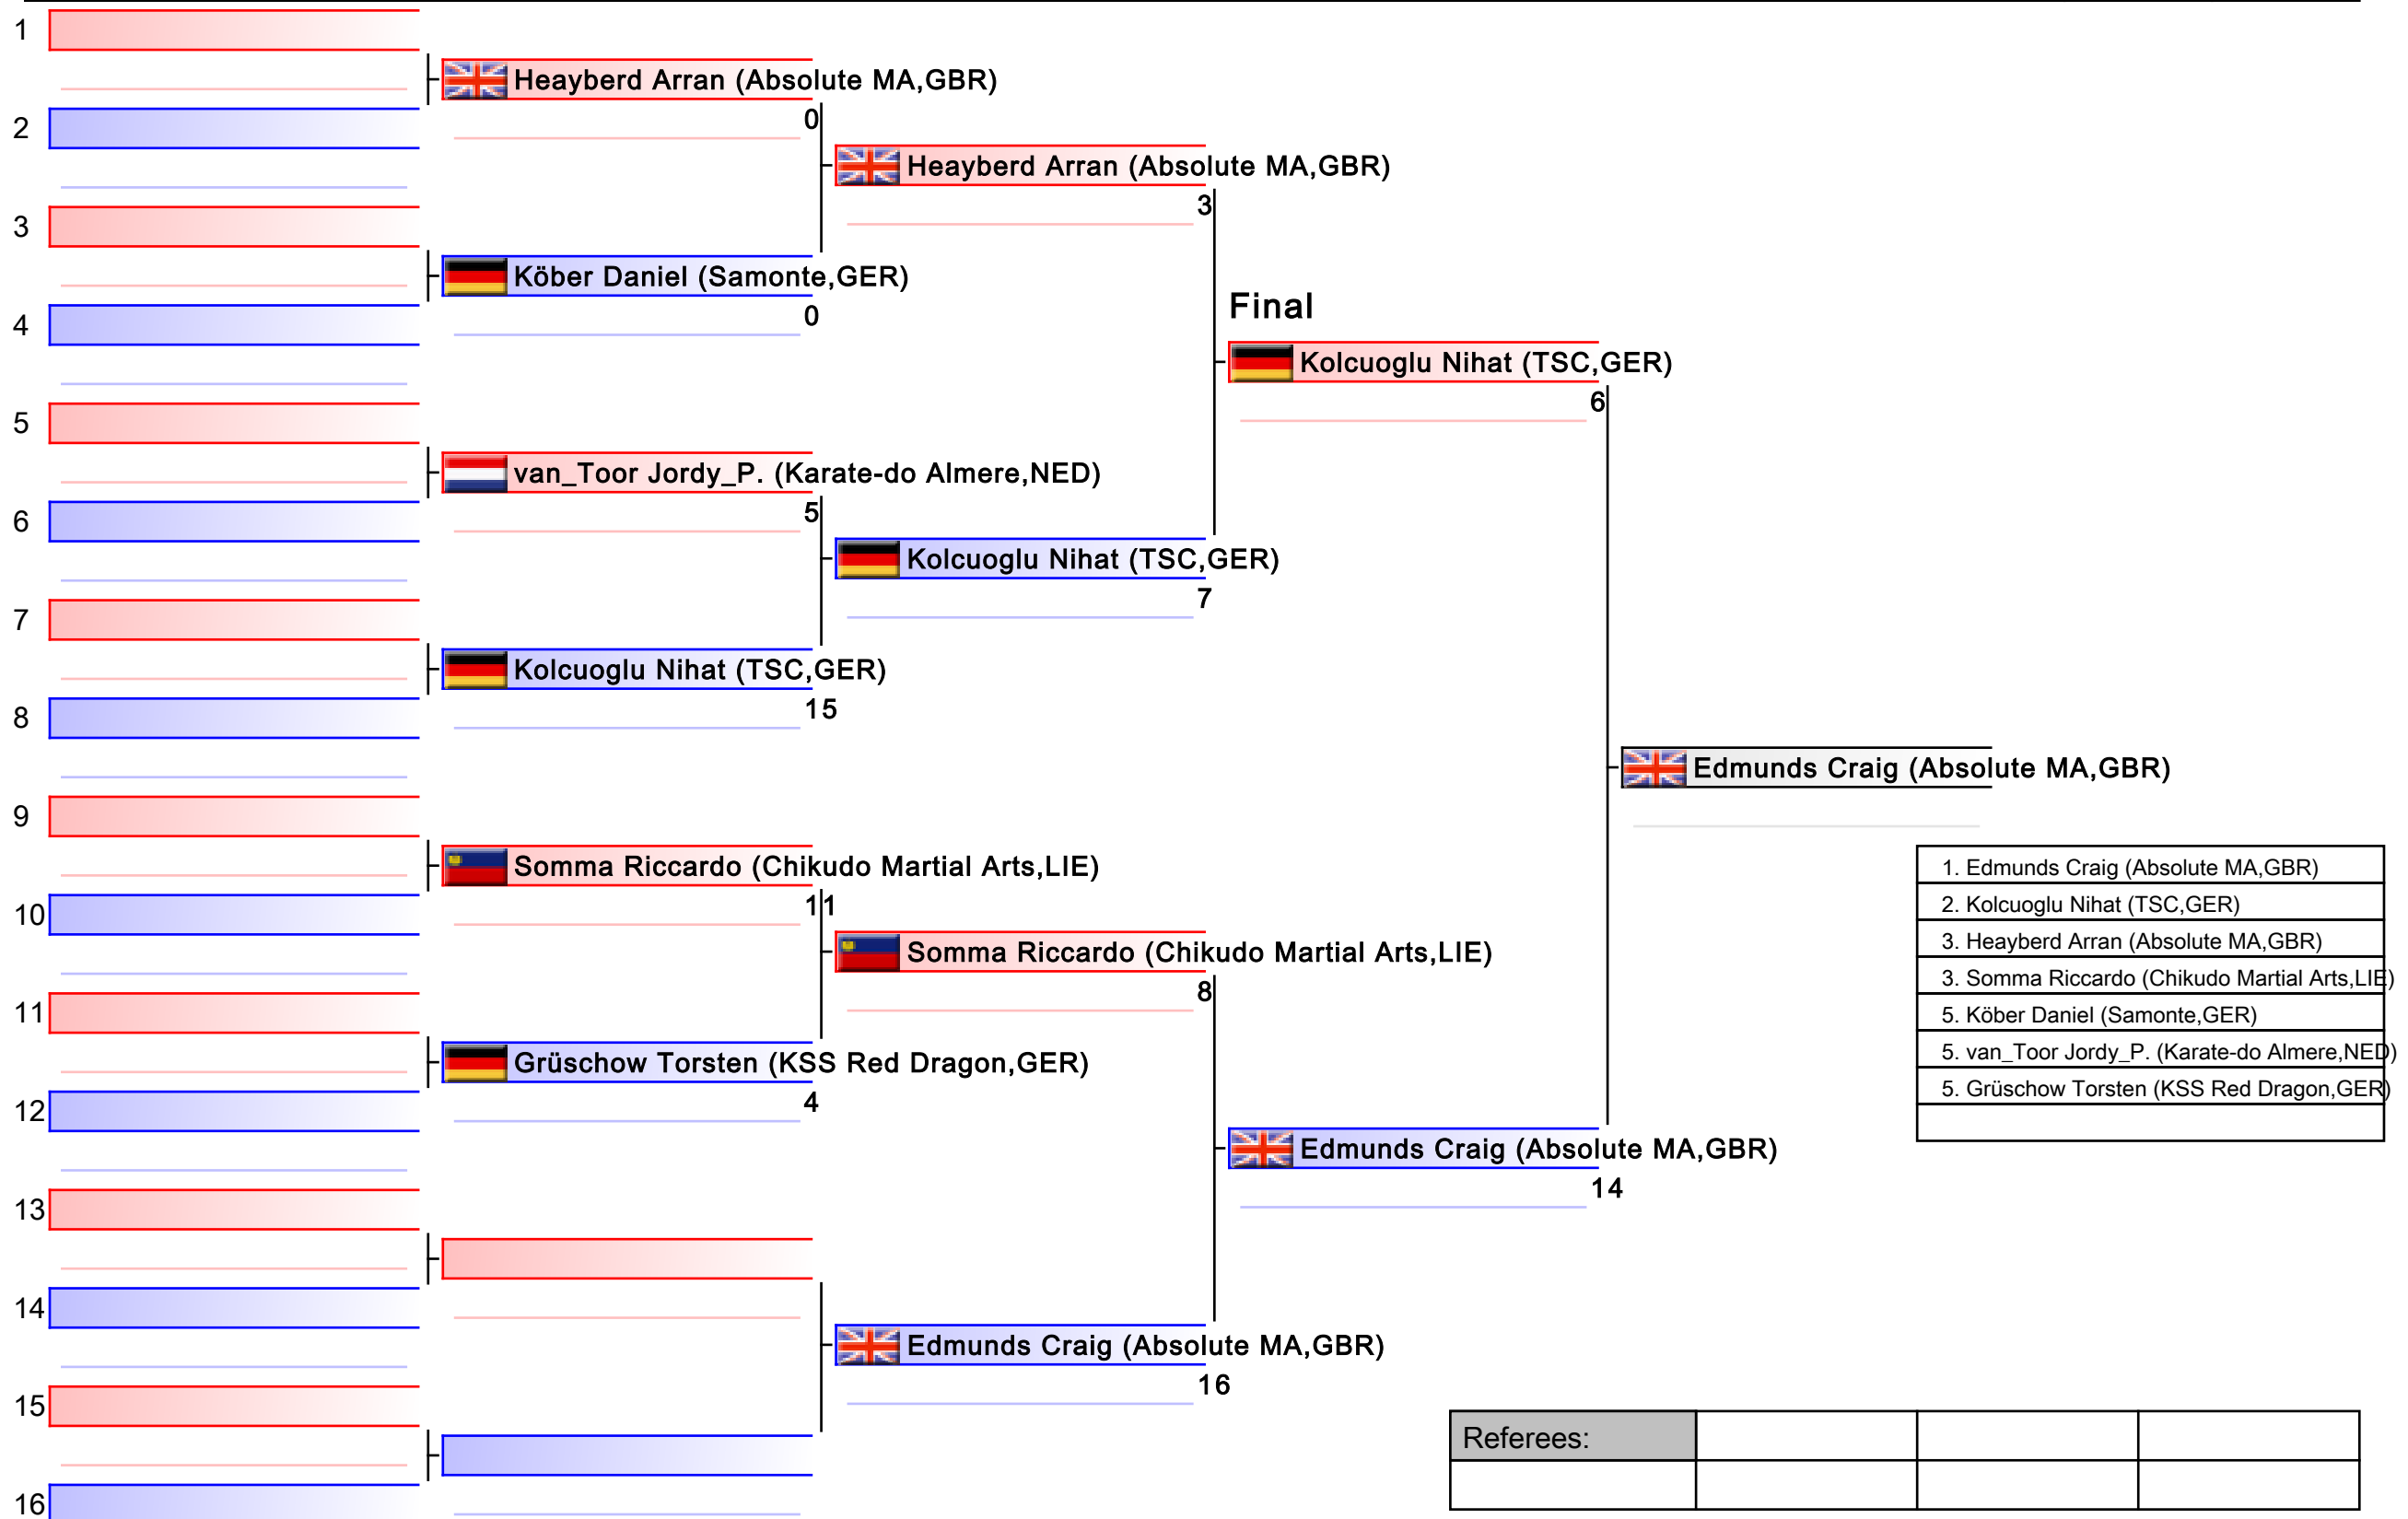 1
Heayberd Arran (Absolute MA,GBR)
0
2
Heayberd Arran (Absolute MA,GBR)
3
3
Köber Daniel (Samonte,GER)
0
4
Final
Kolcuoglu Nihat (TSC,GER)
6
5
van_Toor Jordy_P. (Karate-do Almere,NED)
5
6
Kolcuoglu Nihat (TSC,GER)
7
7
Kolcuoglu Nihat (TSC,GER)
15
8
Edmunds Craig (Absolute MA,GBR)
9
Somma Riccardo (Chikudo Martial Arts,LIE)
11
10
Somma Riccardo (Chikudo Martial Arts,LIE)
8
11
Grüschow Torsten (KSS Red Dragon,GER)
4
12
Edmunds Craig (Absolute MA,GBR)
14
13
14
Edmunds Craig (Absolute MA,GBR)
16
15
16
1. Edmunds Craig (Absolute MA,GBR)
2. Kolcuoglu Nihat (TSC,GER)
3. Heayberd Arran (Absolute MA,GBR)
3. Somma Riccardo (Chikudo Martial Arts,LIE)
5. Köber Daniel (Samonte,GER)
5. van_Toor Jordy_P. (Karate-do Almere,NED)
5. Grüschow Torsten (KSS Red Dragon,GER)
Referees: